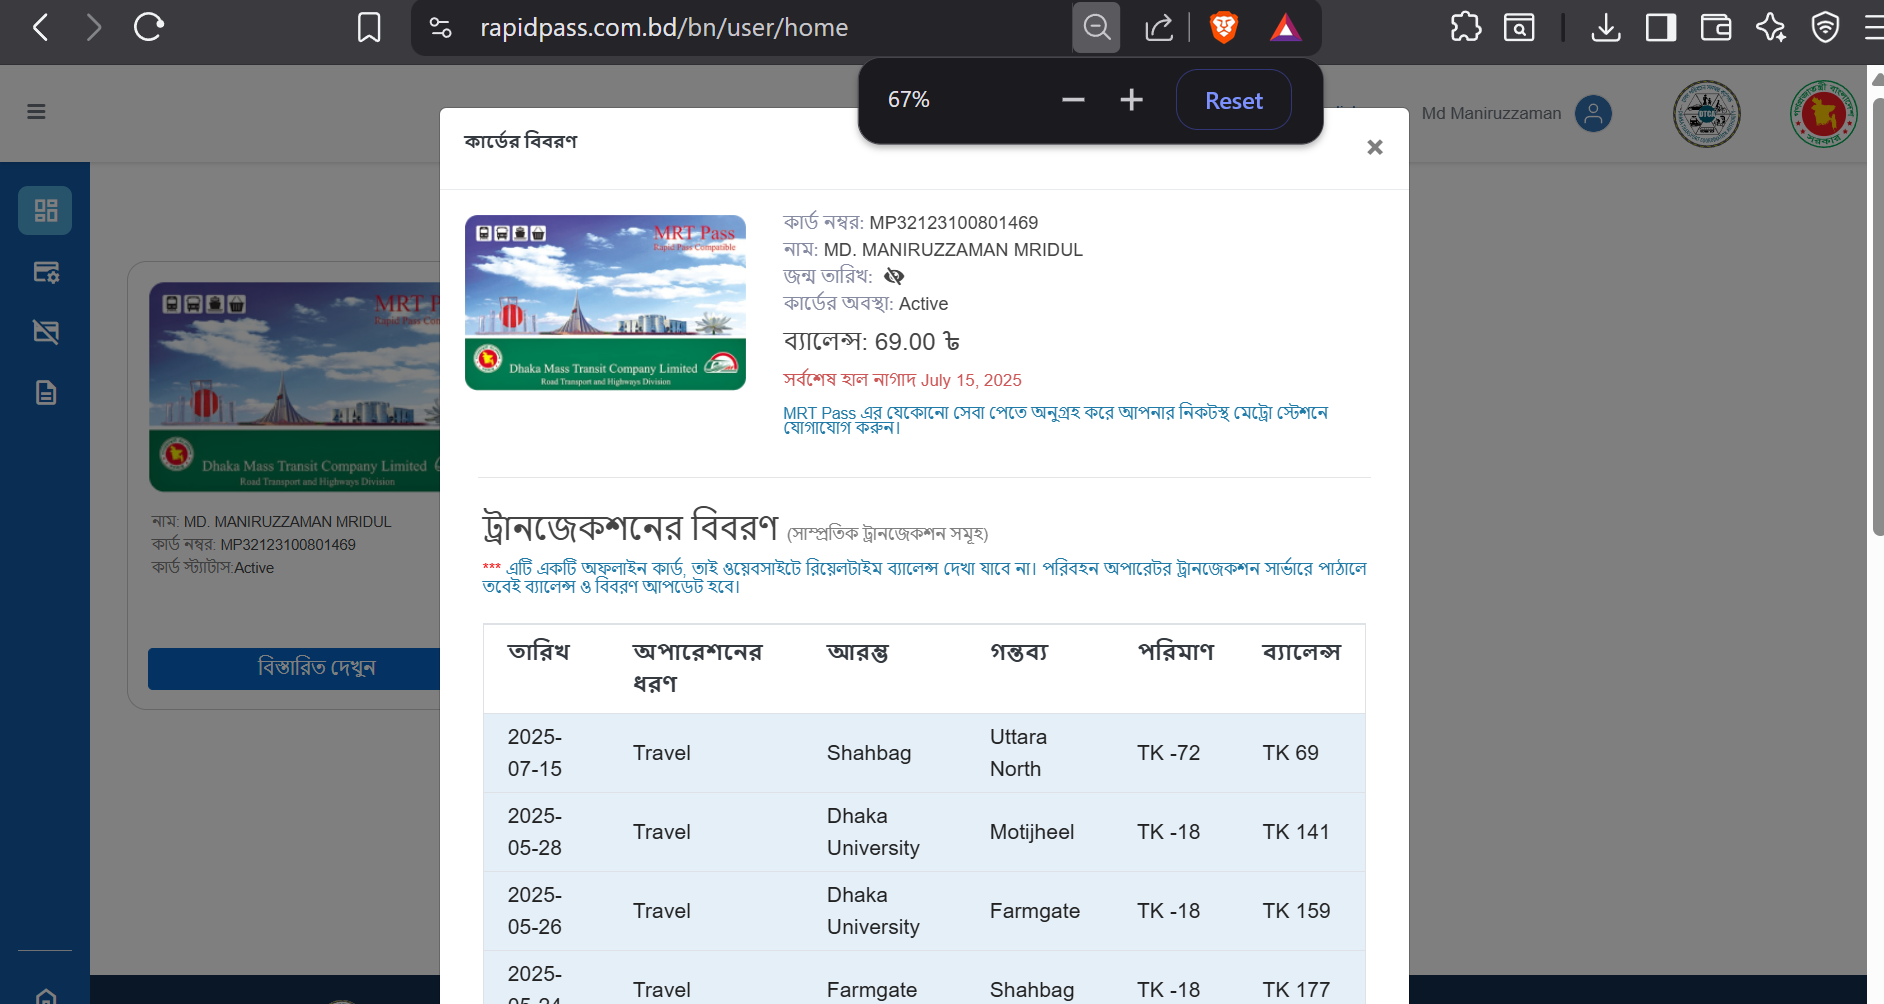 rapidpass.com.bd/bn/user/home
67%
Reset
Md Maniruzzaman
কার্ডের বিবরণ
MRT Pass
Rapid Pass Compatible
Dhaka Mass Transit Company Limited
Road Transport and Highways Division
কার্ড নম্বর: MP32123100801469
নাম: MD. MANIRUZZAMAN MRIDUL
জন্ম তারিখ:
কার্ডের অবস্থা: Active
ব্যালেন্স: 69.00 ৳
সর্বশেষ হাল নাগাদ July 15, 2025
MRT Pass এর যেকোনো সেবা পেতে অনুগ্রহ করে আপনার নিকটস্থ মেট্রো স্টেশনে
যোগাযোগ করুন।
MRT P
Rapid Pass Con
Dhaka Mass Transit Company Limited
Road Transport and Highways Division
নাম: MD. MANIRUZZAMAN MRIDUL
কার্ড নম্বর: MP32123100801469
কার্ড স্ট্যাটাস:Active
বিস্তারিত দেখুন
ট্রানজেকশনের বিবরণ (সাম্প্রতিক ট্রানজেকশন সমূহ)
*** এটি একটি অফলাইন কার্ড, তাই ওয়েবসাইটে রিয়েলটাইম ব্যালেন্স দেখা যাবে না। পরিবহন অপারেটর ট্রানজেকশন সার্ভারে পাঠালে
তবেই ব্যালেন্স ও বিবরণ আপডেট হবে।
তারিখ অপারেশনের ধরণ আরম্ভ গন্তব্য পরিমাণ ব্যালেন্স
2025-07-15 Travel Shahbag Uttara North TK -72 TK 69
2025-05-28 Travel Dhaka University Motijheel TK -18 TK 141
2025-05-26 Travel Dhaka University Farmgate TK -18 TK 159
2025-05-24 Travel Farmgate Shahbag TK -18 TK 177